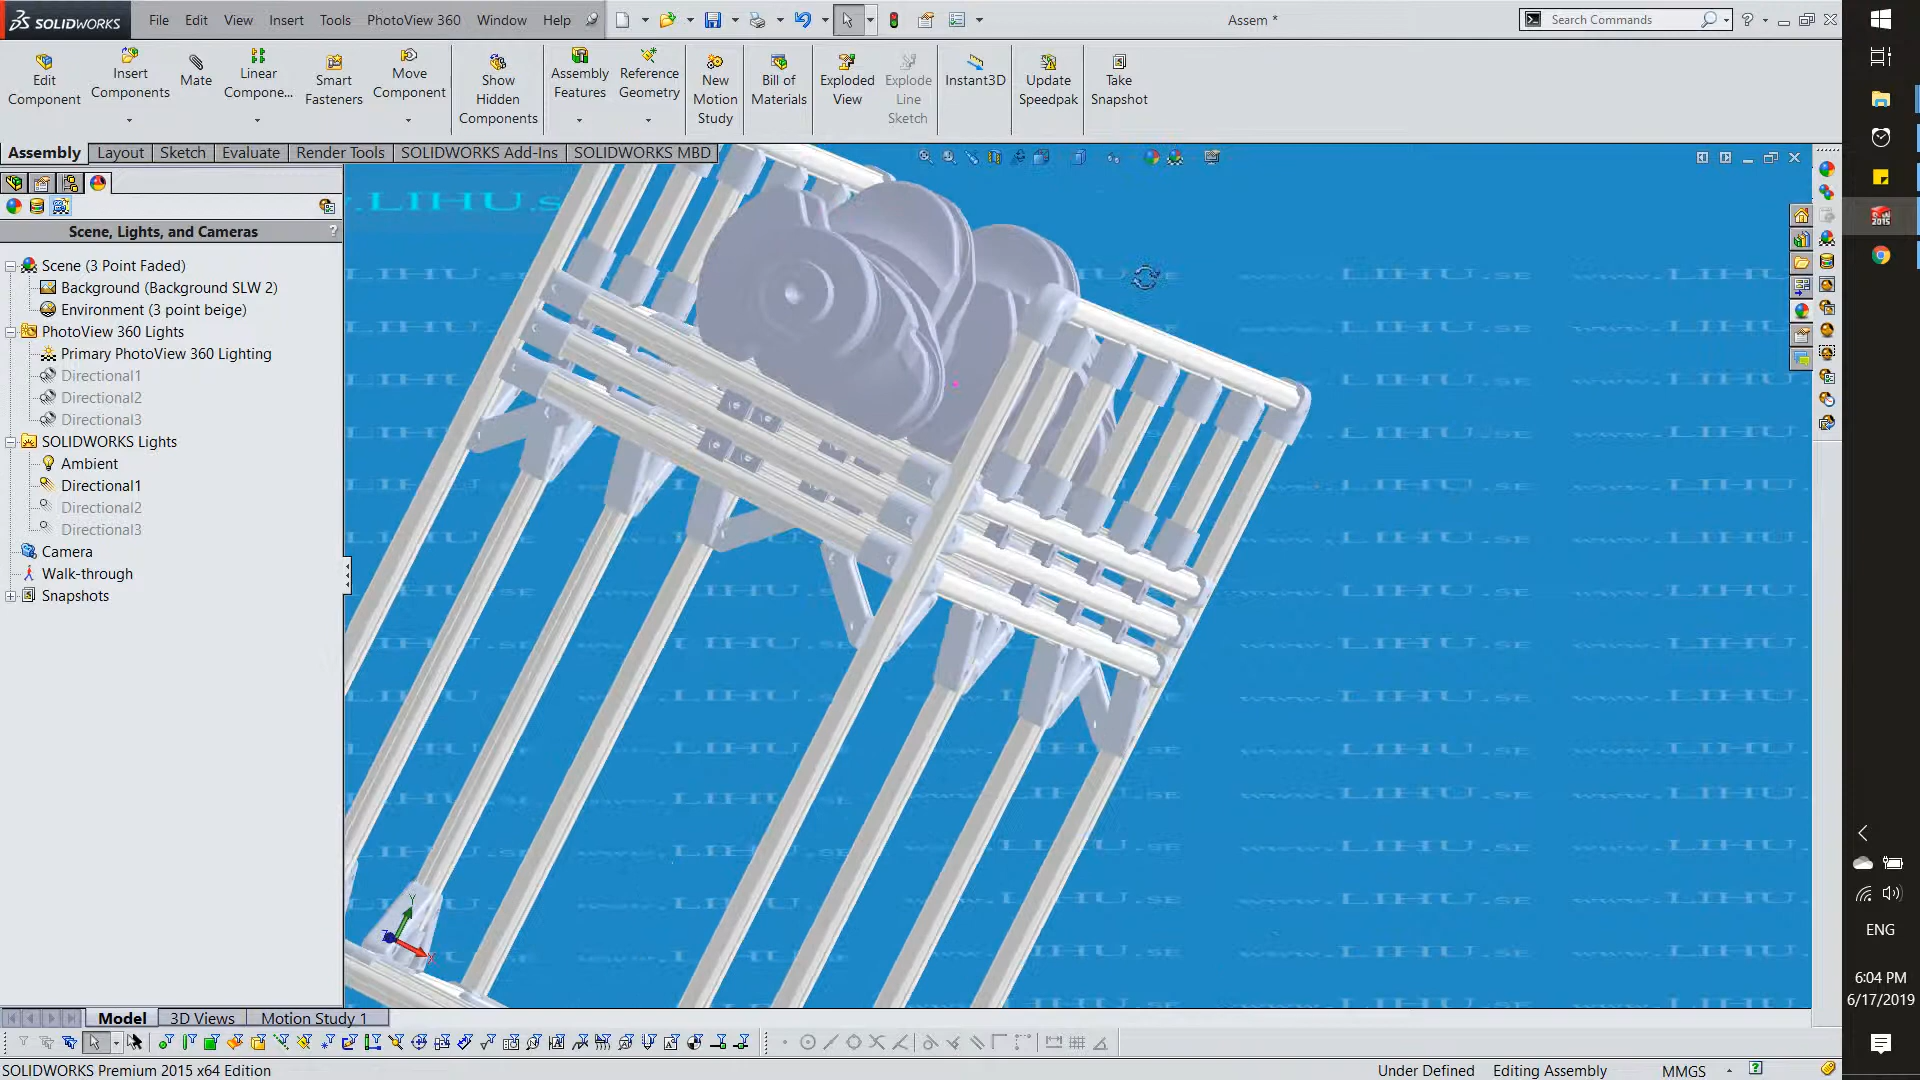 SOLIDWORKS File Edit View Insert Tools PhotoView 360 Window Help Assem * Search Commands
Edit Component
Insert Components
Mate
Linear Compone...
Smart Fasteners
Move Component
Show Hidden Components
Assembly Features
Reference Geometry
New Motion Study
Bill of Materials
Exploded View
Explode Line Sketch
Instant3D
Update Speedpak
Take Snapshot
Assembly Layout Sketch Evaluate Render Tools SOLIDWORKS Add-Ins SOLIDWORKS MBD
Scene, Lights, and Cameras ?
Scene (3 Point Faded)
Background (Background SLW 2)
Environment (3 point beige)
PhotoView 360 Lights
Primary PhotoView 360 Lighting
Directional1
Directional2
Directional3
SOLIDWORKS Lights
Ambient
Directional1
Directional2
Directional3
Camera
Walk-through
Snapshots
www.LIHU.SE
Y
Z
X
2015
ENG
6:04 PM
6/17/2019
Model 3D Views Motion Study 1
SOLIDWORKS Premium 2015 x64 Edition Under Defined Editing Assembly MMGS